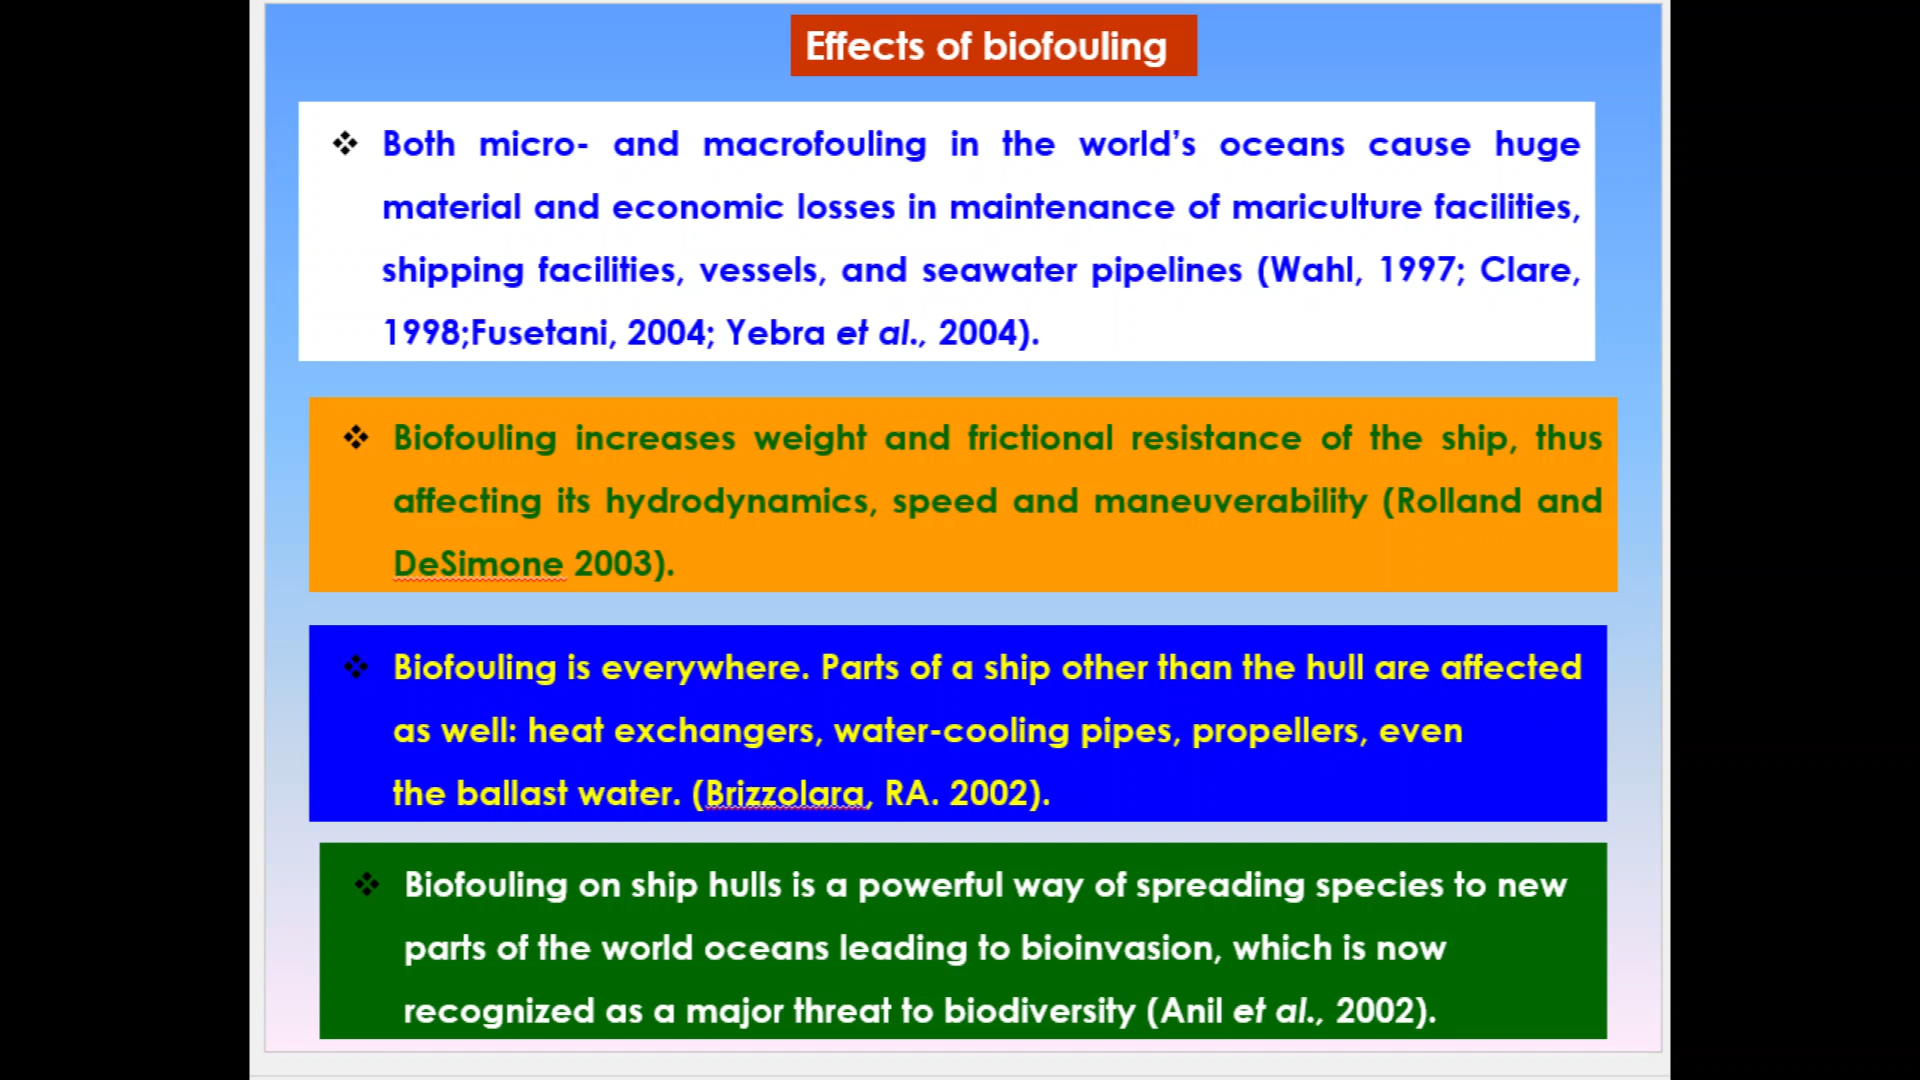 Effects of biofouling
❖ Both micro- and macrofouling in the world’s oceans cause huge
material and economic losses in maintenance of mariculture facilities,
shipping facilities, vessels, and seawater pipelines (Wahl, 1997; Clare,
1998;Fusetani, 2004; Yebra et al., 2004).
❖ Biofouling increases weight and frictional resistance of the ship, thus
affecting its hydrodynamics, speed and maneuverability (Rolland and
DeSimone 2003).
❖ Biofouling is everywhere. Parts of a ship other than the hull are affected
as well: heat exchangers, water-cooling pipes, propellers, even
the ballast water. (Brizzolara, RA. 2002).
❖ Biofouling on ship hulls is a powerful way of spreading species to new
parts of the world oceans leading to bioinvasion, which is now
recognized as a major threat to biodiversity (Anil et al., 2002).